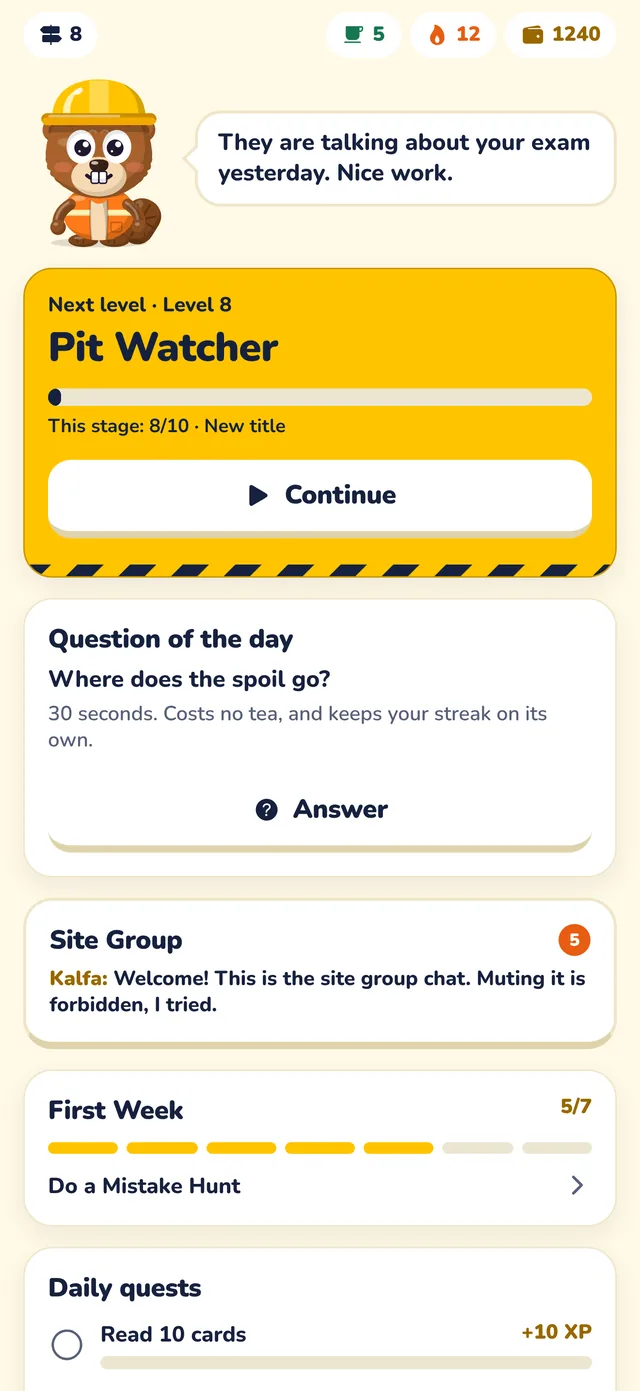 8
5
12
1240
They are talking about your exam
yesterday. Nice work.
Next level · Level 8
Pit Watcher
This stage: 8/10 · New title
Continue
Question of the day
Where does the spoil go?
30 seconds. Costs no tea, and keeps your streak on its
own.
? Answer
Site Group
5
Kalfa: Welcome! This is the site group chat. Muting it is
forbidden, I tried.
First Week
5/7
Do a Mistake Hunt
Daily quests
Read 10 cards
+10 XP